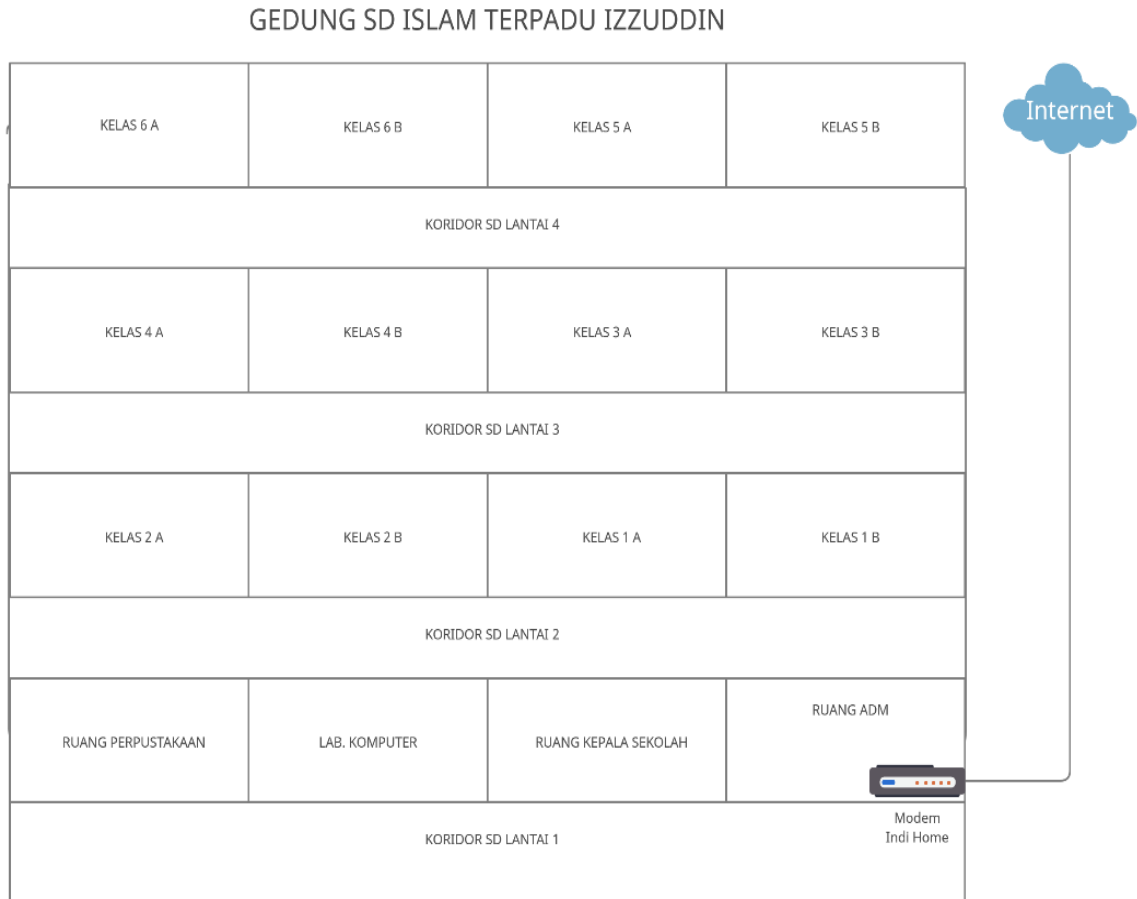 GEDUNG SD ISLAM TERPADU IZZUDDIN
Internet
KELAS 6 A
KELAS 6 B
KELAS 5 A
KELAS 5 B
KORIDOR SD LANTAI 4
KELAS 4 A
KELAS 4 B
KELAS 3 A
KELAS 3 B
KORIDOR SD LANTAI 3
KELAS 2 A
KELAS 2 B
KELAS 1 A
KELAS 1 B
KORIDOR SD LANTAI 2
RUANG PERPUSTAKAAN
LAB. KOMPUTER
RUANG KEPALA SEKOLAH
RUANG ADM
Modem
Indi Home
KORIDOR SD LANTAI 1